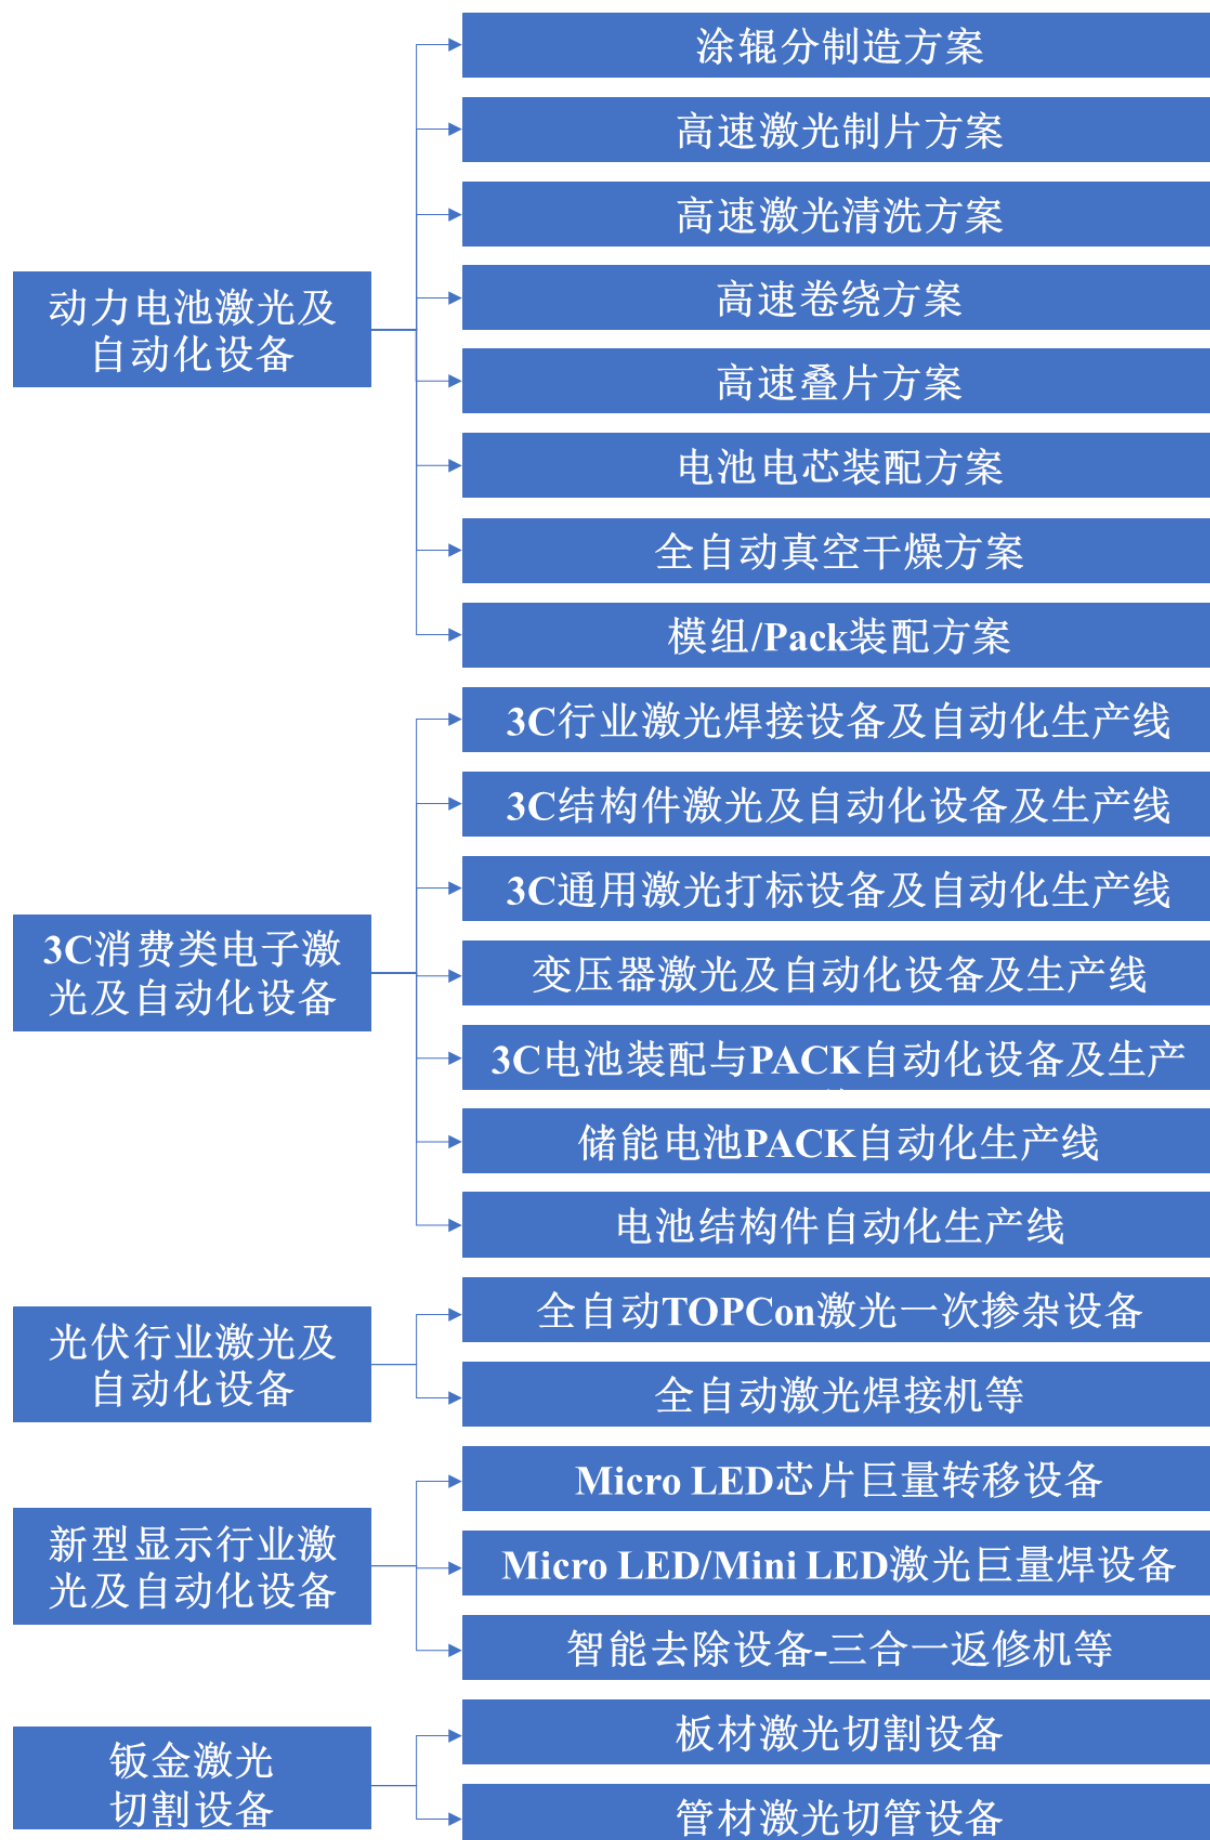 涂辊分制造方案
高速激光制片方案
高速激光清洗方案
高速卷绕方案
高速叠片方案
电池电芯装配方案
全自动真空干燥方案
模组/Pack装配方案
动力电池激光及
自动化设备
3C行业激光焊接设备及自动化生产线
3C结构件激光及自动化设备及生产线
3C通用激光打标设备及自动化生产线
变压器激光及自动化设备及生产线
3C电池装配与PACK自动化设备及生产
储能电池PACK自动化生产线
电池结构件自动化生产线
3C消费类电子激
光及自动化设备
全自动TOPCon激光一次掺杂设备
全自动激光焊接机等
光伏行业激光及
自动化设备
Micro LED芯片巨量转移设备
Micro LED/Mini LED激光巨量焊设备
智能去除设备-三合一返修机等
新型显示行业激
光及自动化设备
板材激光切割设备
管材激光切管设备
钣金激光
切割设备